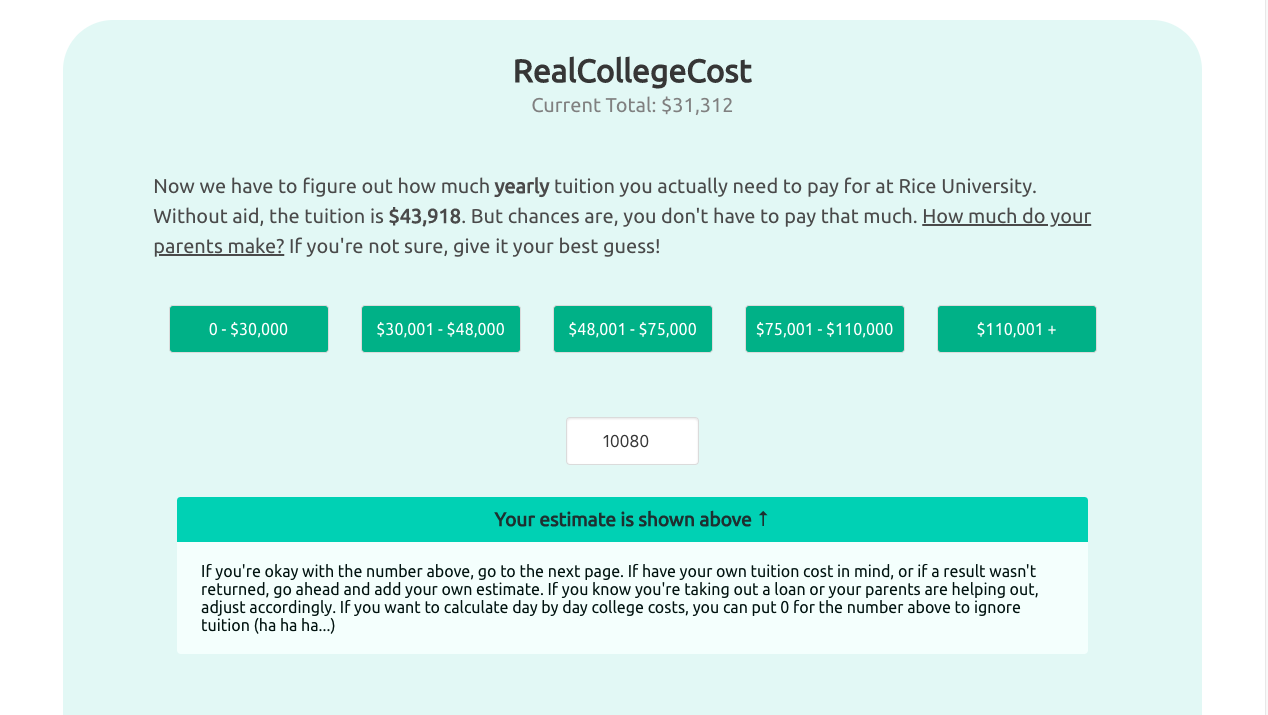 RealCollegeCost
Current Total: $31,312
Now we have to figure out how much yearly tuition you actually need to pay for at Rice University.
Without aid, the tuition is $43,918. But chances are, you don't have to pay that much. How much do your
parents make? If you're not sure, give it your best guess!
0 - $30,000
$30,001 - $48,000
$48,001 - $75,000
$75,001 - $110,000
$110,001 +
10080
Your estimate is shown above ↑
If you're okay with the number above, go to the next page. If have your own tuition cost in mind, or if a result wasn't
returned, go ahead and add your own estimate. If you know you're taking out a loan or your parents are helping out,
adjust accordingly. If you want to calculate day by day college costs, you can put 0 for the number above to ignore
tuition (ha ha ha...)